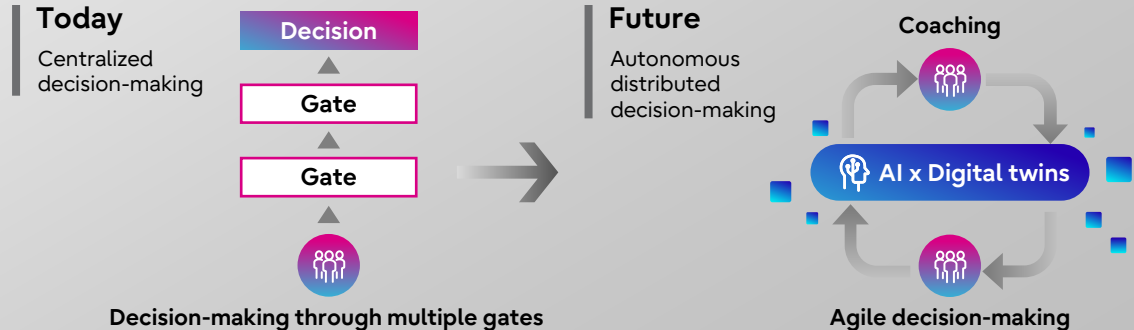 Today
Centralized
decision-making
Decision
Gate
Gate
Decision-making through multiple gates
Future
Autonomous
distributed
decision-making
Coaching
AI x Digital twins
Agile decision-making